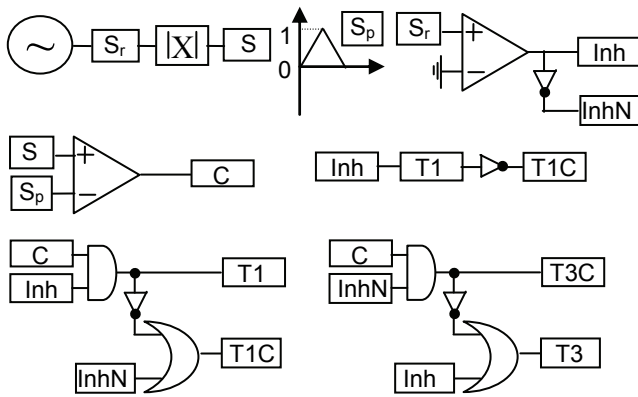 Sr |X| S
1
0
Sp
Sr + − Inh
InhN
S + Sp − C
Inh T1 T1C
C Inh T1
InhN T1C
C InhN T3C
Inh T3